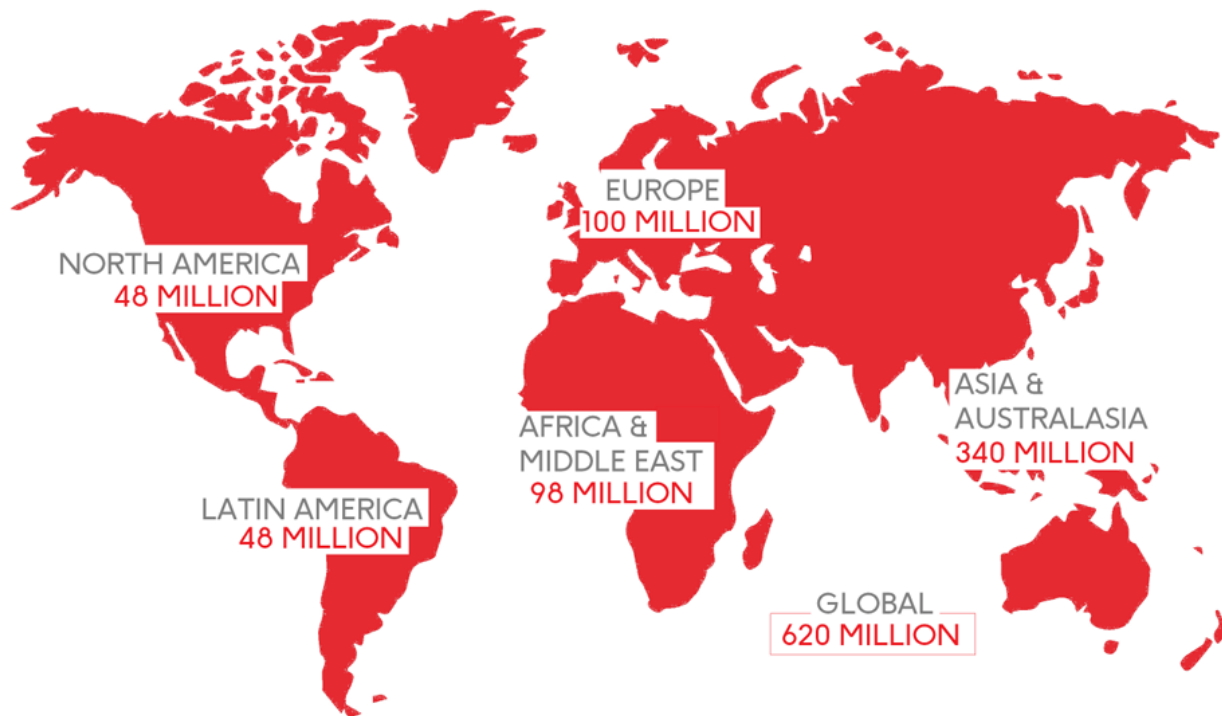 EUROPE
100 MILLION
NORTH AMERICA
48 MILLION
ASIA &
AUSTRALASIA
340 MILLION
AFRICA &
MIDDLE EAST
98 MILLION
LATIN AMERICA
48 MILLION
GLOBAL
620 MILLION